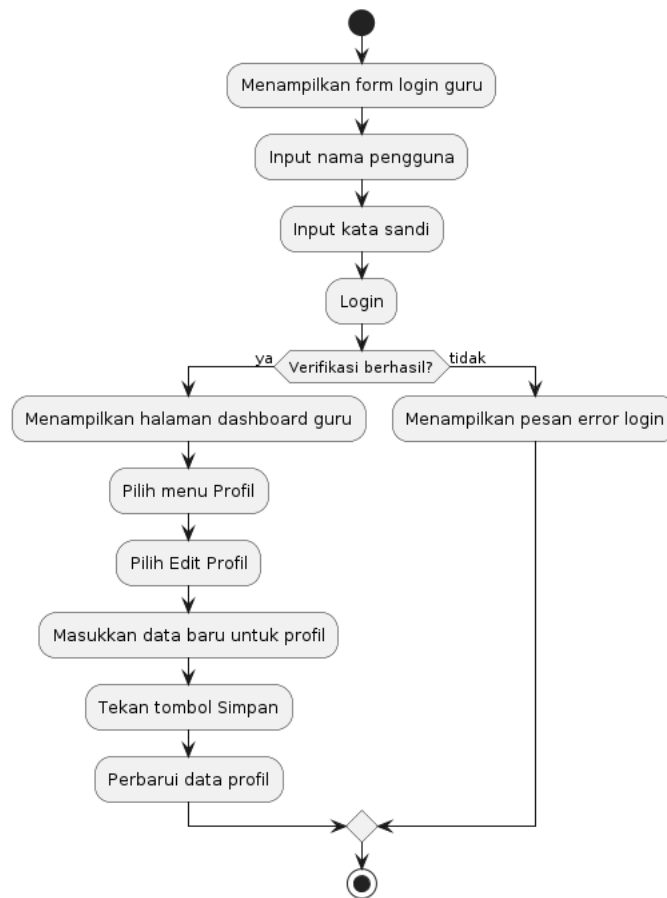 Menampilkan form login guru
Input nama pengguna
Input kata sandi
Login
ya
Verifikasi berhasil?
tidak
Menampilkan halaman dashboard guru
Menampilkan pesan error login
Pilih menu Profil
Pilih Edit Profil
Masukkan data baru untuk profil
Tekan tombol Simpan
Perbarui data profil